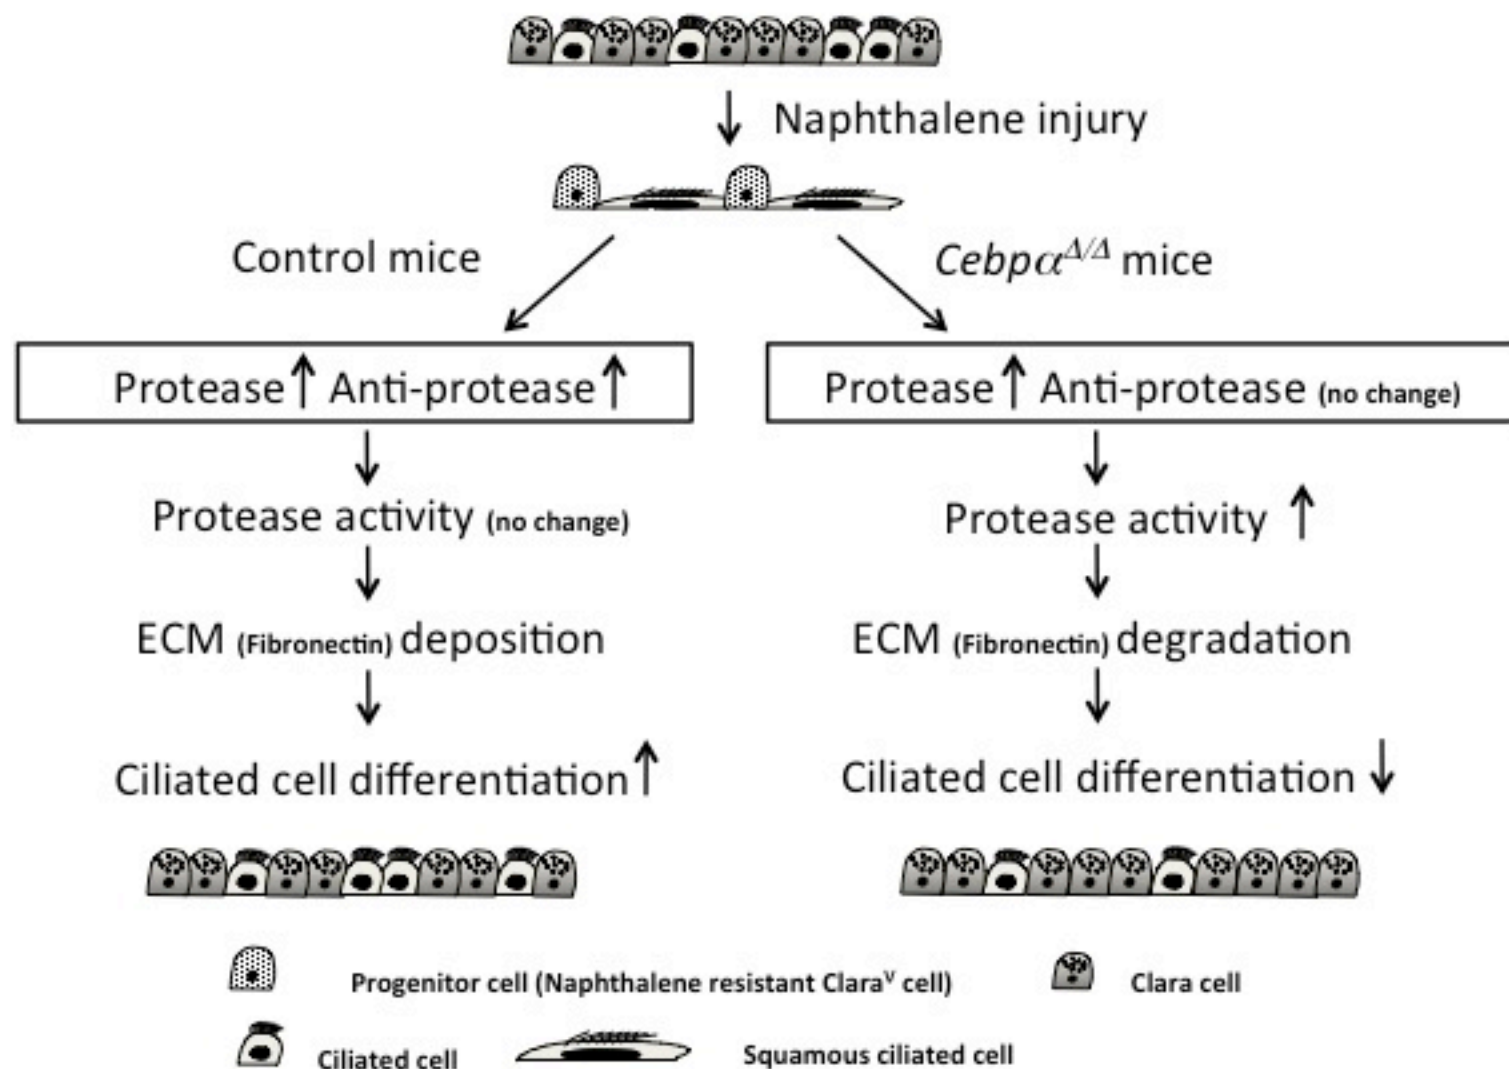 Naphthalene injury
Control mice
Cebpα^Δ/Δ mice
Protease↑ Anti-protease↑
Protease↑ Anti-protease (no change)
Protease activity (no change)
Protease activity ↑
ECM (Fibronectin) deposition
ECM (Fibronectin) degradation
Ciliated cell differentiation↑
Ciliated cell differentiation↓
Progenitor cell (Naphthalene resistant Clara^V cell)
Clara cell
Ciliated cell
Squamous ciliated cell